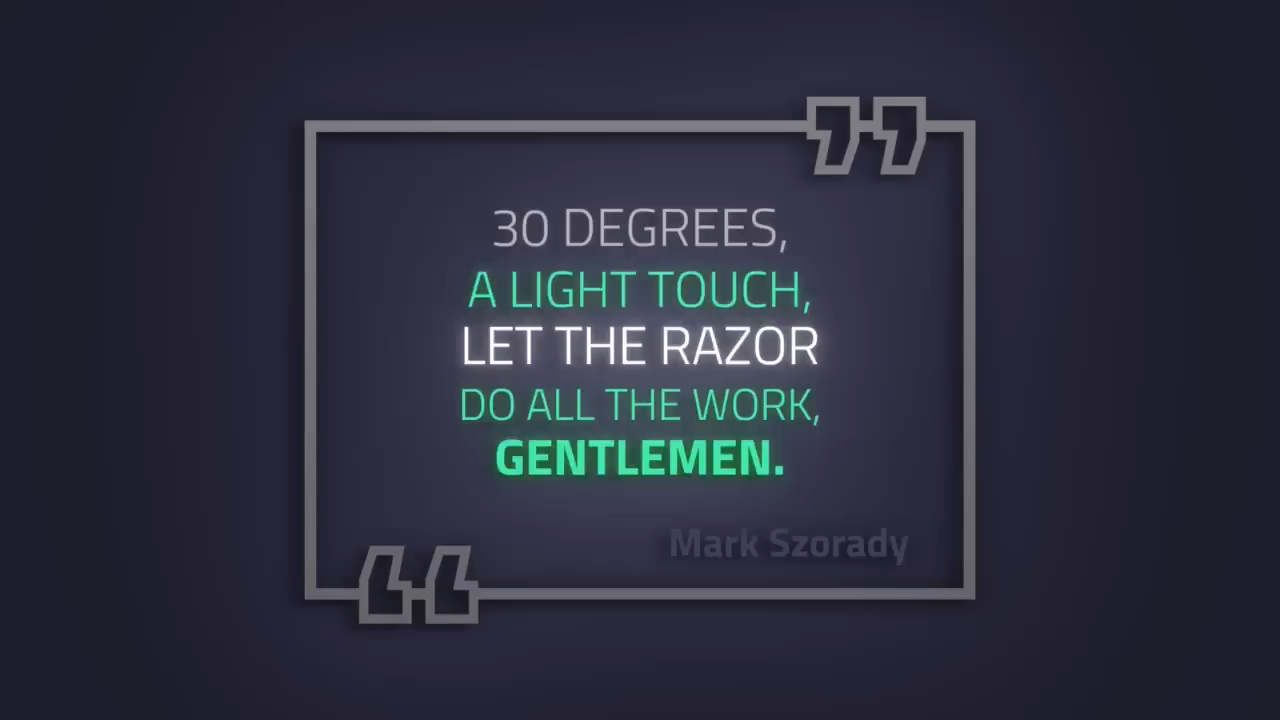 30 DEGREES,
A LIGHT TOUCH,
LET THE RAZOR
DO ALL THE WORK,
GENTLEMEN.
Mark Szorady